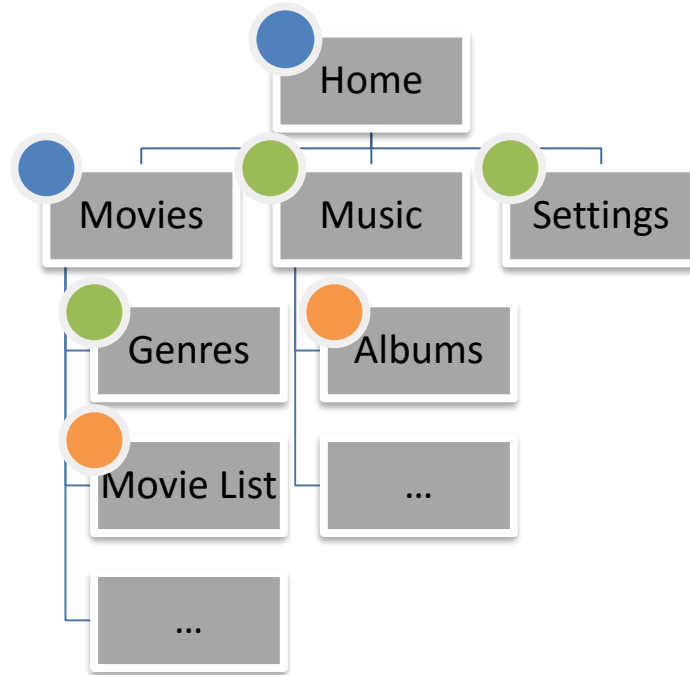 Home
Movies
Music
Settings
Genres
Albums
Movie List
...
...